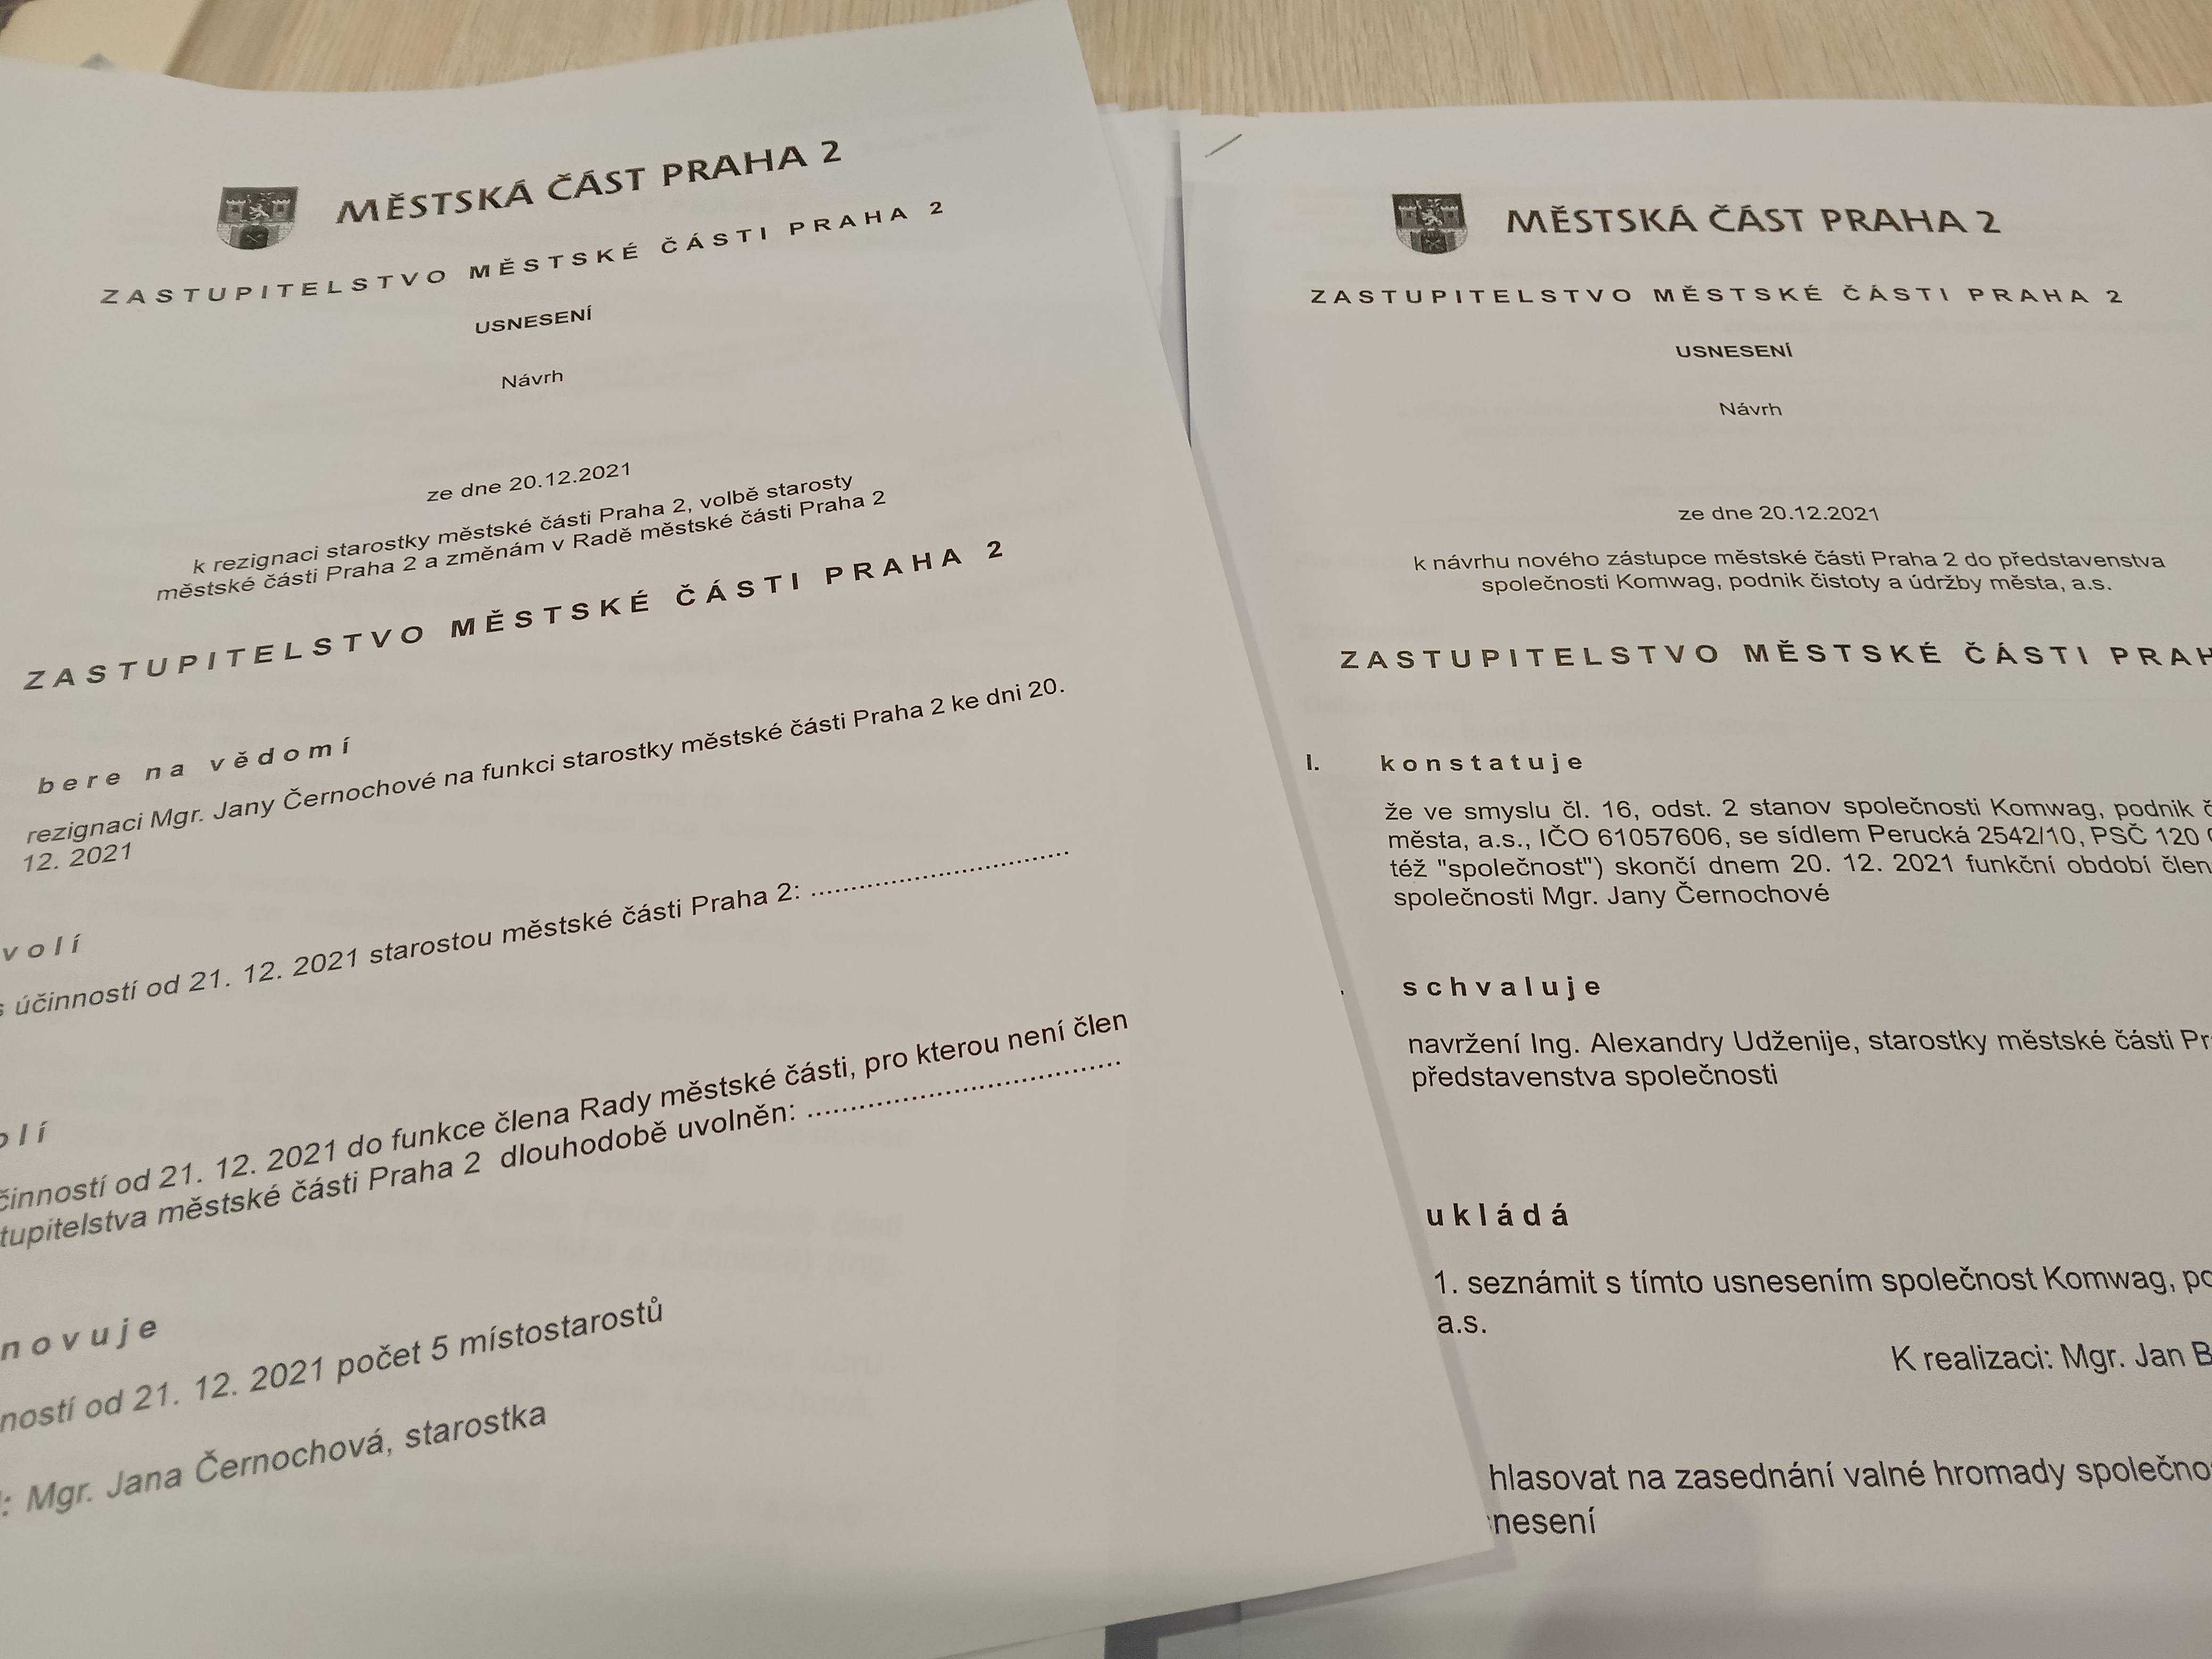 MĚSTSKÁ ČÁST PRAHA 2
ZASTUPITELSTVO MĚSTSKÉ ČÁSTI PRAHA 2
USNESENÍ
Návrh
ze dne 20.12.2021
k rezignaci starostky městské části Praha 2, volbě starosty
městské části Praha 2 a změnám v Radě městské části Praha 2
ZASTUPITELSTVO MĚSTSKÉ ČÁSTI PRAHA 2
bere na vědomí
rezignaci Mgr. Jany Černochové na funkci starostky městské části Praha 2 ke dni 20.
12. 2021
volí
s účinností od 21. 12. 2021 starostou městské části Praha 2: ........................................
olí
činností od 21. 12. 2021 do funkce člena Rady městské části, pro kterou není člen
tupitelstva městské části Praha 2 dlouhodobě uvolněn: ........................................
novuje
ností od 21. 12. 2021 počet 5 místostarostů
: Mgr. Jana Černochová, starostka
MĚSTSKÁ ČÁST PRAHA 2
ZASTUPITELSTVO MĚSTSKÉ ČÁSTI PRAHA 2
USNESENÍ
Návrh
ze dne 20.12.2021
k návrhu nového zástupce městské části Praha 2 do představenstva
společnosti Komwag, podnik čistoty a údržby města, a.s.
ZASTUPITELSTVO MĚSTSKÉ ČÁSTI PRAH
I. konstatuje
že ve smyslu čl. 16, odst. 2 stanov společnosti Komwag, podnik č
města, a.s., IČO 61057606, se sídlem Perucká 2542/10, PSČ 120
též "společnost") skončí dnem 20. 12. 2021 funkční období člen
společnosti Mgr. Jany Černochové
schvaluje
navržení Ing. Alexandry Udženije, starostky městské části Pr
představenstva společnosti
ukládá
1. seznámit s tímto usnesením společnost Komwag, po
a.s.
K realizaci: Mgr. Jan B
hlasovat na zasedání valné hromady společno
nesení